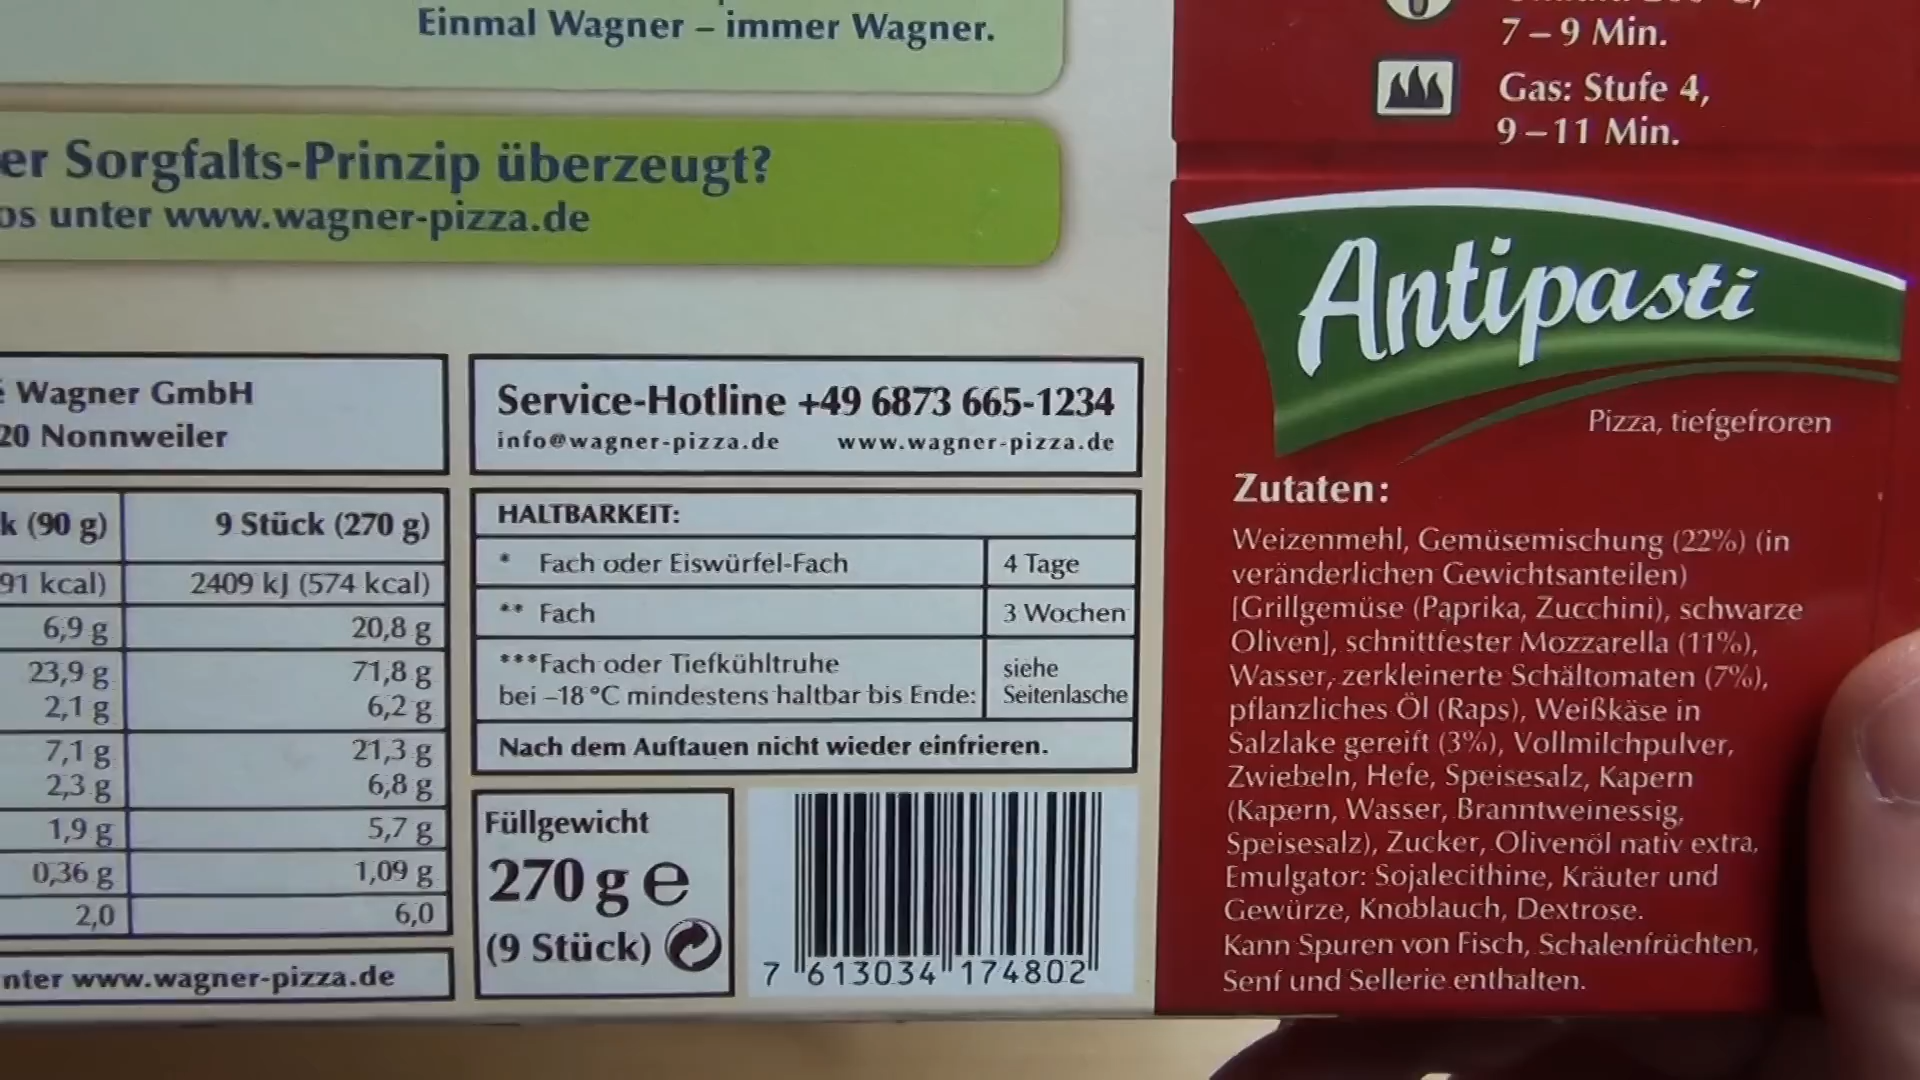 Einmal Wagner – immer Wagner.
er Sorgfalts-Prinzip überzeugt?
os unter www.wagner-pizza.de
Wagner GmbH
20 Nonnweiler
k (90 g) 9 Stück (270 g)
91 kcal) 2409 kJ (574 kcal)
6,9 g 20,8 g
23,9 g 71,8 g
2,1 g 6,2 g
7,1 g 21,3 g
2,3 g 6,8 g
1,9 g 5,7 g
0,36 g 1,09 g
2,0 6,0
nter www.wagner-pizza.de
Service-Hotline +49 6873 665-1234
info@wagner-pizza.de www.wagner-pizza.de
HALTBARKEIT:
* Fach oder Eiswürfel-Fach 4 Tage
** Fach 3 Wochen
***Fach oder Tiefkühltruhe siehe
bei –18 °C mindestens haltbar bis Ende: Seitenlasche
Nach dem Auftauen nicht wieder einfrieren.
Füllgewicht
270 g e
(9 Stück)
7 613034 174802
7 – 9 Min.
Gas: Stufe 4,
9 – 11 Min.
Antipasti
Pizza, tiefgefroren
Zutaten:
Weizenmehl, Gemüsemischung (22%) (in
veränderlichen Gewichtsanteilen)
[Grillgemüse (Paprika, Zucchini), schwarze
Oliven], schnittfester Mozzarella (11%),
Wasser, zerkleinerte Schältomaten (7%),
pflanzliches Öl (Raps), Weißkäse in
Salzlake gereift (3%), Vollmilchpulver,
Zwiebeln, Hefe, Speisesalz, Kapern
(Kapern, Wasser, Branntweinessig,
Speisesalz), Zucker, Olivenöl nativ extra,
Emulgator: Sojalecithine, Kräuter und
Gewürze, Knoblauch, Dextrose.
Kann Spuren von Fisch, Schalenfrüchten,
Senf und Sellerie enthalten.